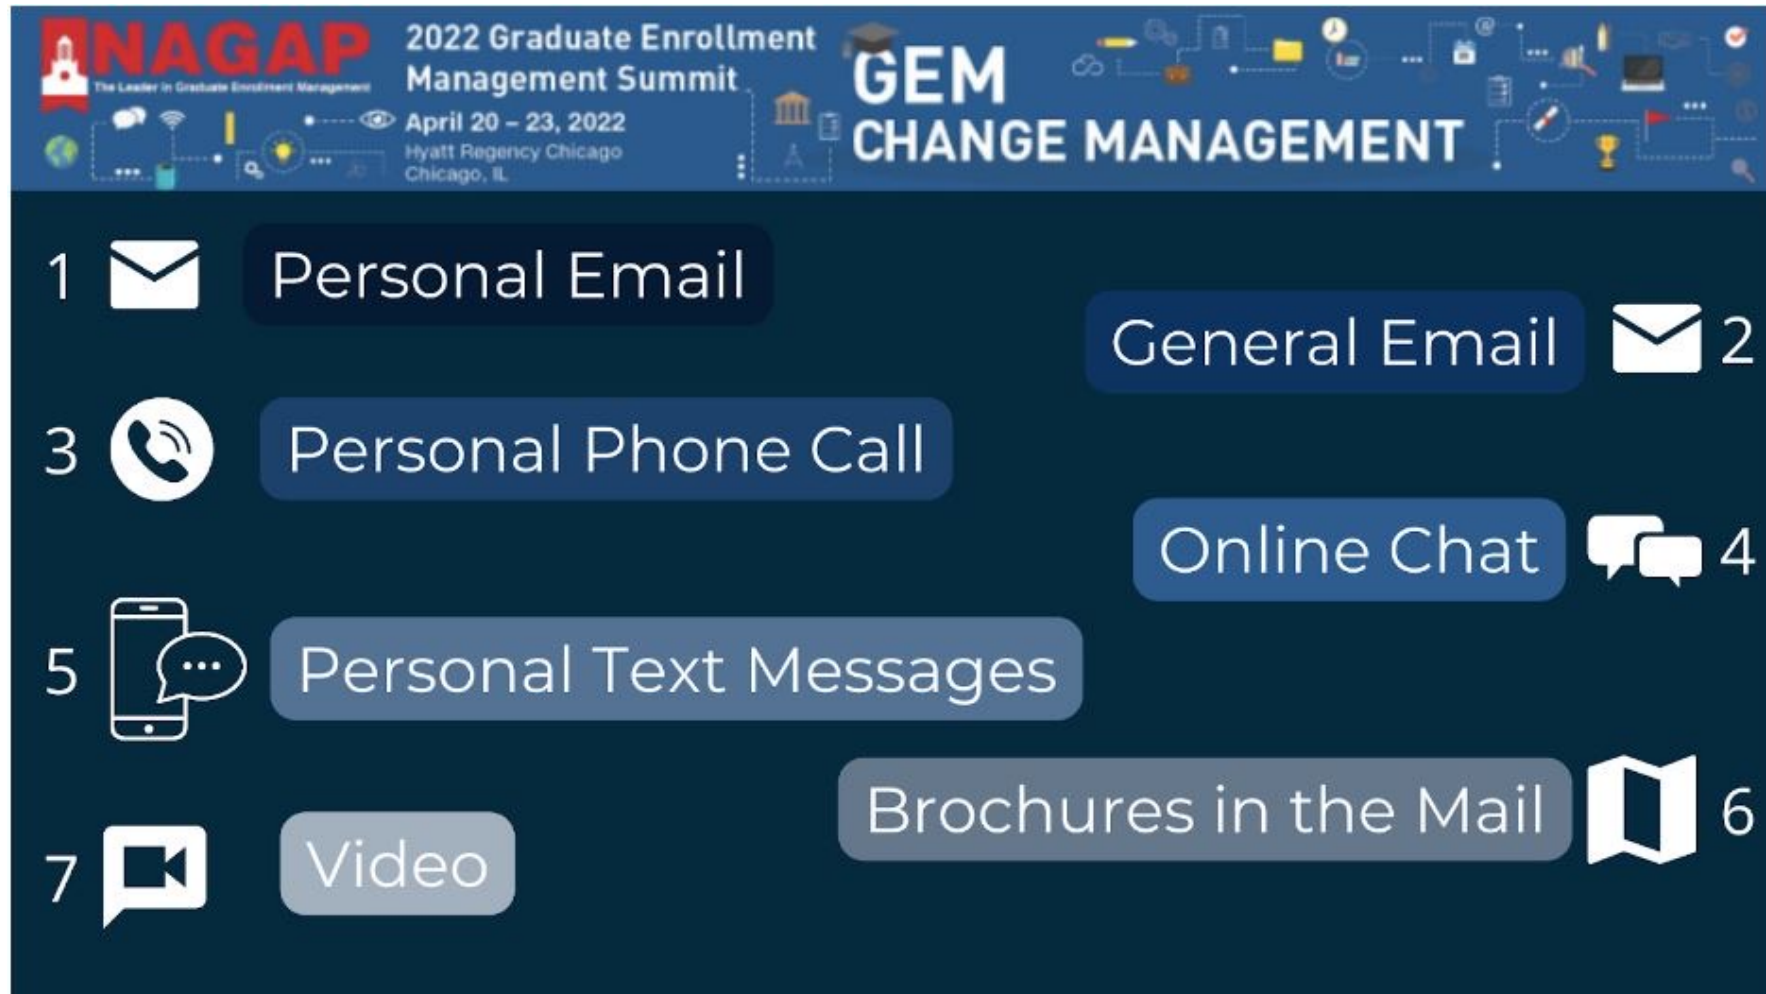 NAGAP
The Leader in Graduate Enrollment Management
2022 Graduate Enrollment
Management Summit
April 20 – 23, 2022
Hyatt Regency Chicago
Chicago, IL
GEM
CHANGE MANAGEMENT
1 Personal Email
General Email 2
3 Personal Phone Call
Online Chat 4
5 Personal Text Messages
Brochures in the Mail 6
7 Video